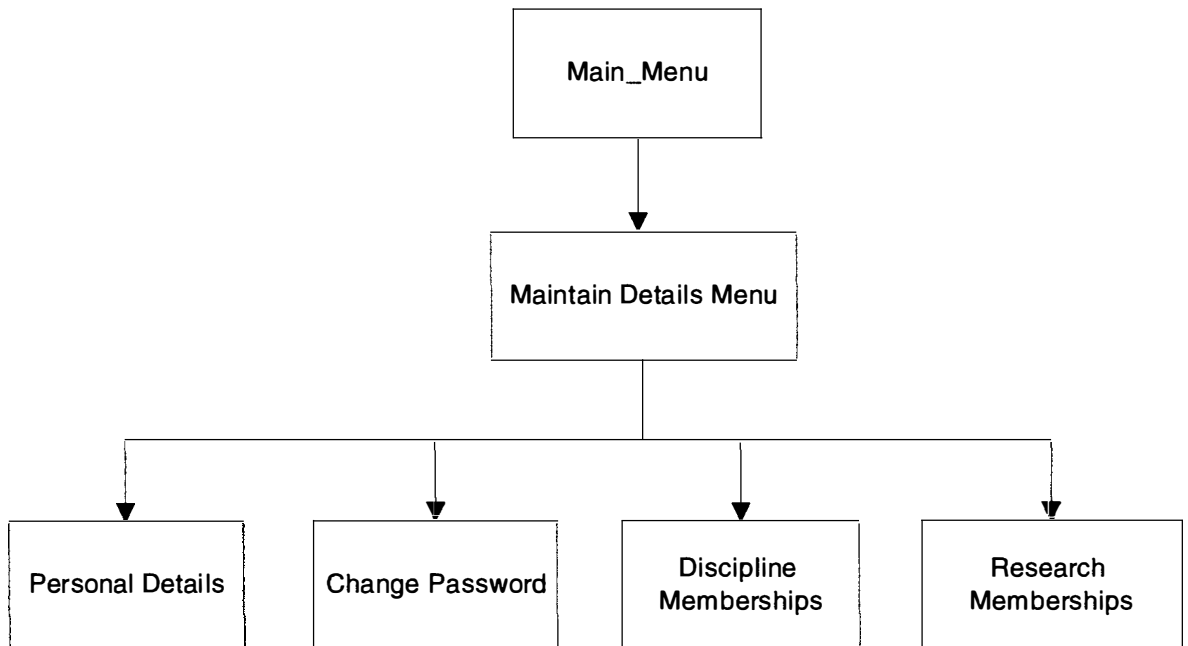 Main_Menu
Maintain Details Menu
Personal Details
Change Password
Discipline
Memberships
Research
Memberships